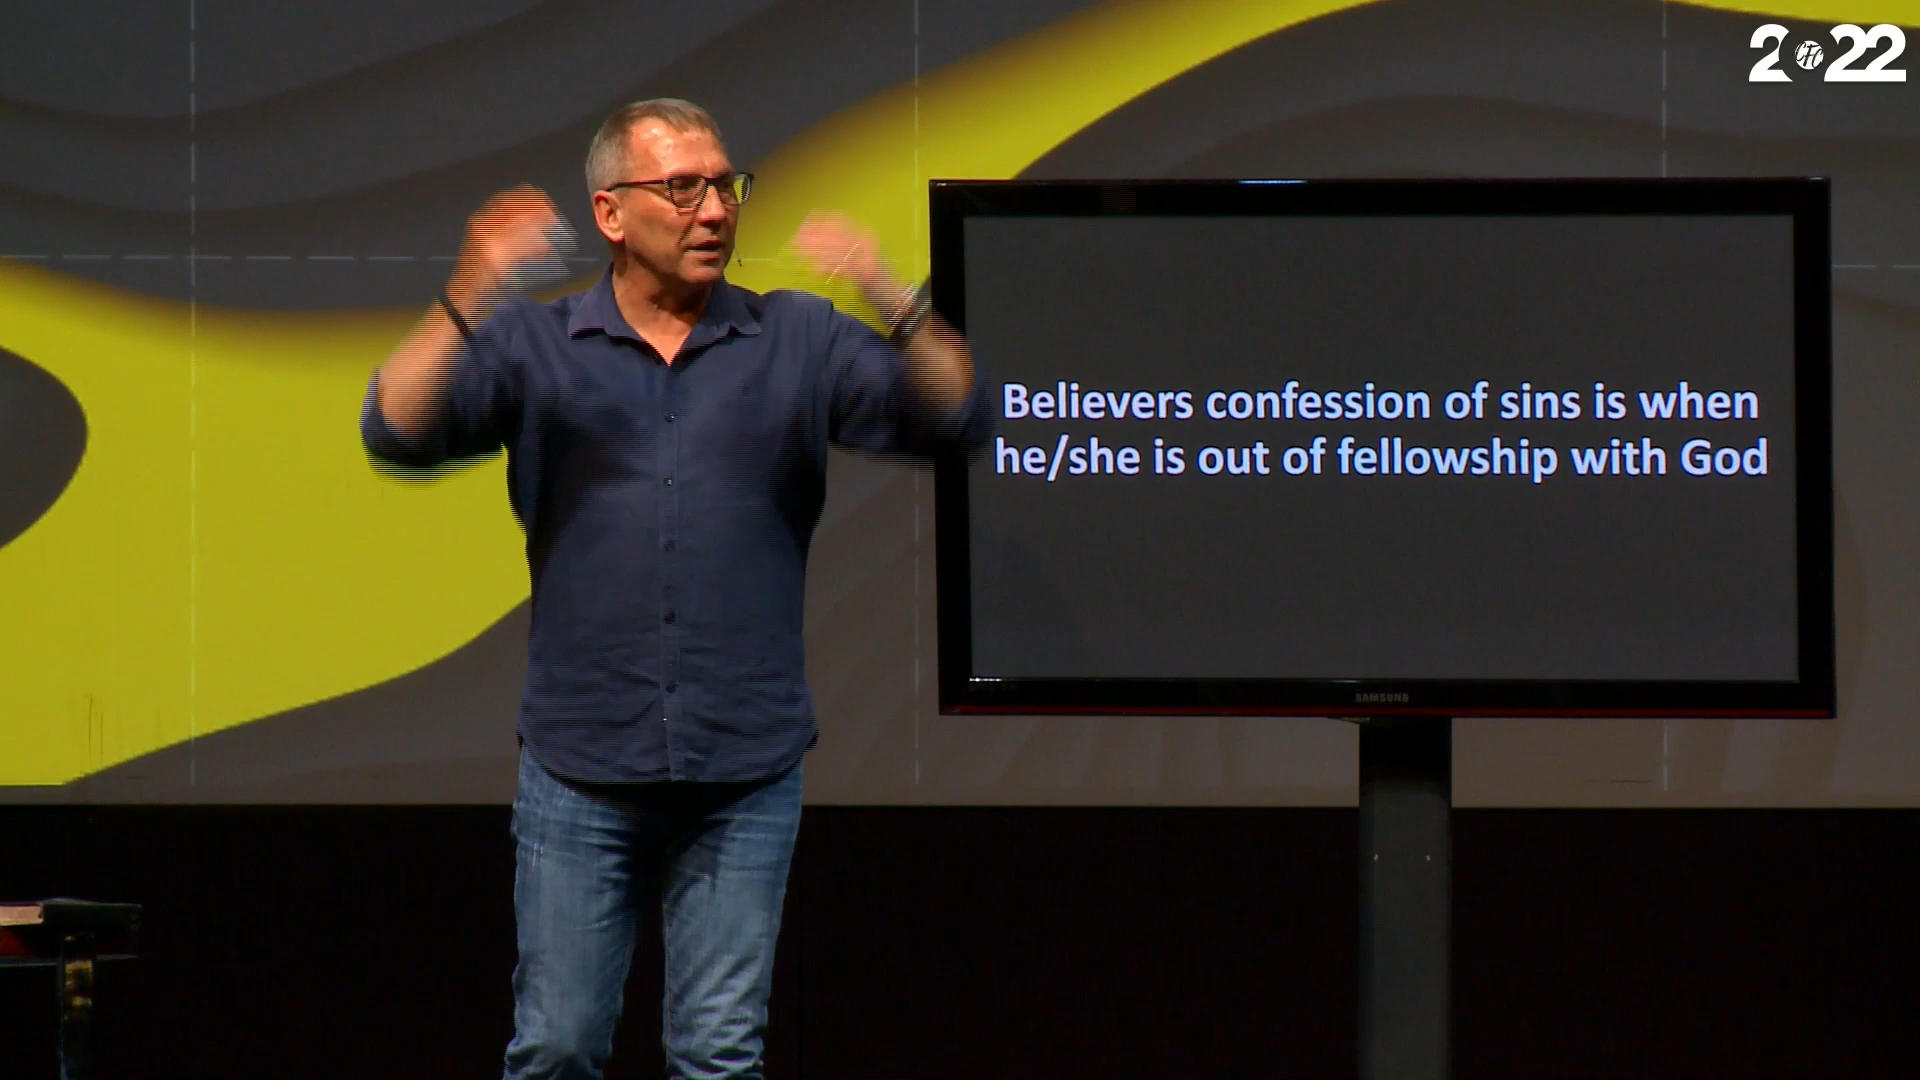 2022
Believers confession of sins is when
he/she is out of fellowship with God
SAMSUNG